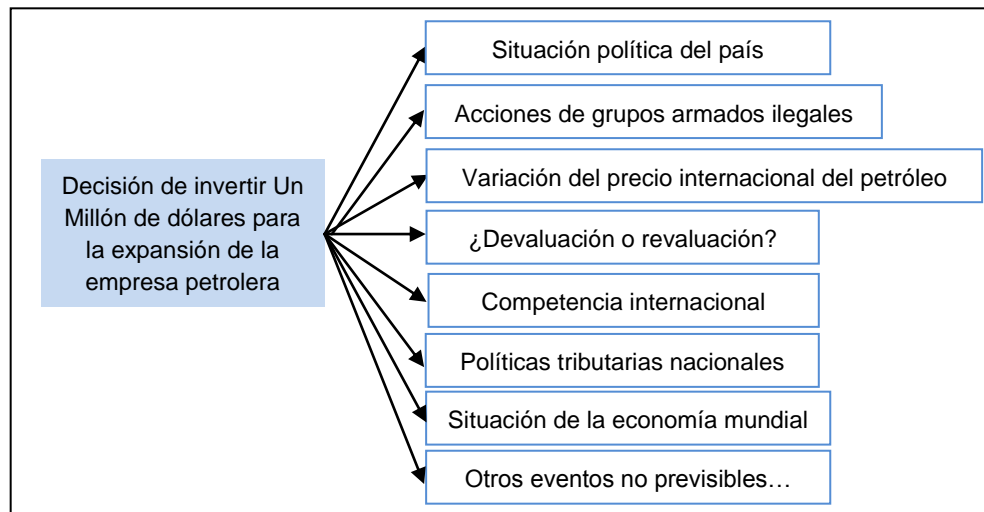 Situación política del país
Acciones de grupos armados ilegales
Variación del precio internacional del petróleo
Decisión de invertir Un
Millón de dólares para
la expansión de la
empresa petrolera
¿Devaluación o revaluación?
Competencia internacional
Políticas tributarias nacionales
Situación de la economía mundial
Otros eventos no previsibles…